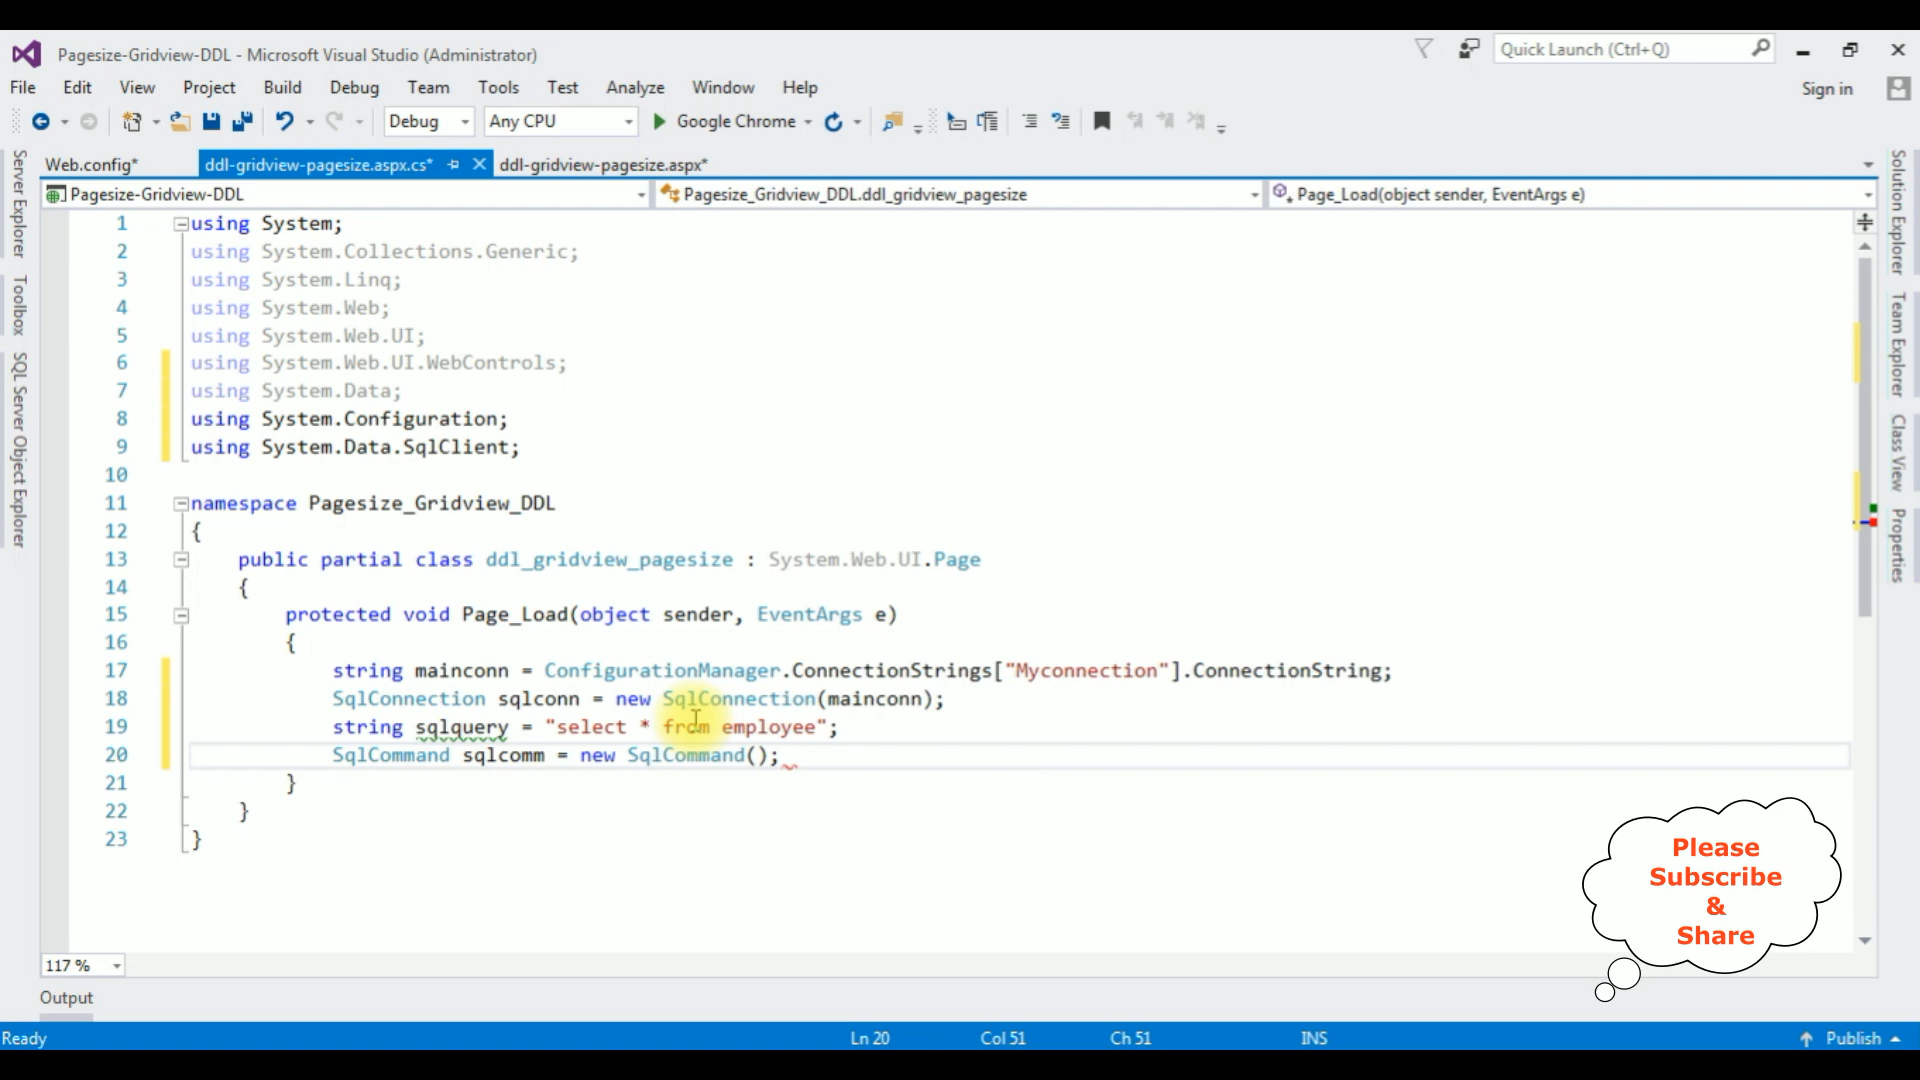 Pagesize-Gridview-DDL - Microsoft Visual Studio (Administrator)
Quick Launch (Ctrl+Q)
File Edit View Project Build Debug Team Tools Test Analyze Window Help
Sign in
Debug Any CPU Google Chrome
Web.config* ddl-gridview-pagesize.aspx.cs* ddl-gridview-pagesize.aspx*
Pagesize-Gridview-DDL Pagesize_Gridview_DDL.ddl_gridview_pagesize Page_Load(object sender, EventArgs e)
Server Explorer
Toolbox
SQL Server Object Explorer
1 using System;
2 using System.Collections.Generic;
3 using System.Linq;
4 using System.Web;
5 using System.Web.UI;
6 using System.Web.UI.WebControls;
7 using System.Data;
8 using System.Configuration;
9 using System.Data.SqlClient;
10
11 namespace Pagesize_Gridview_DDL
12 {
13 public partial class ddl_gridview_pagesize : System.Web.UI.Page
14 {
15 protected void Page_Load(object sender, EventArgs e)
16 {
17 string mainconn = ConfigurationManager.ConnectionStrings["Myconnection"].ConnectionString;
18 SqlConnection sqlconn = new SqlConnection(mainconn);
19 string sqlquery = "select * from employee";
20 SqlCommand sqlcomm = new SqlCommand();
21 }
22 }
23 }
Solution Explorer
Team Explorer
Class View
Properties
Please
Subscribe
&
Share
117 %
Output
Ready Ln 20 Col 51 Ch 51 INS Publish